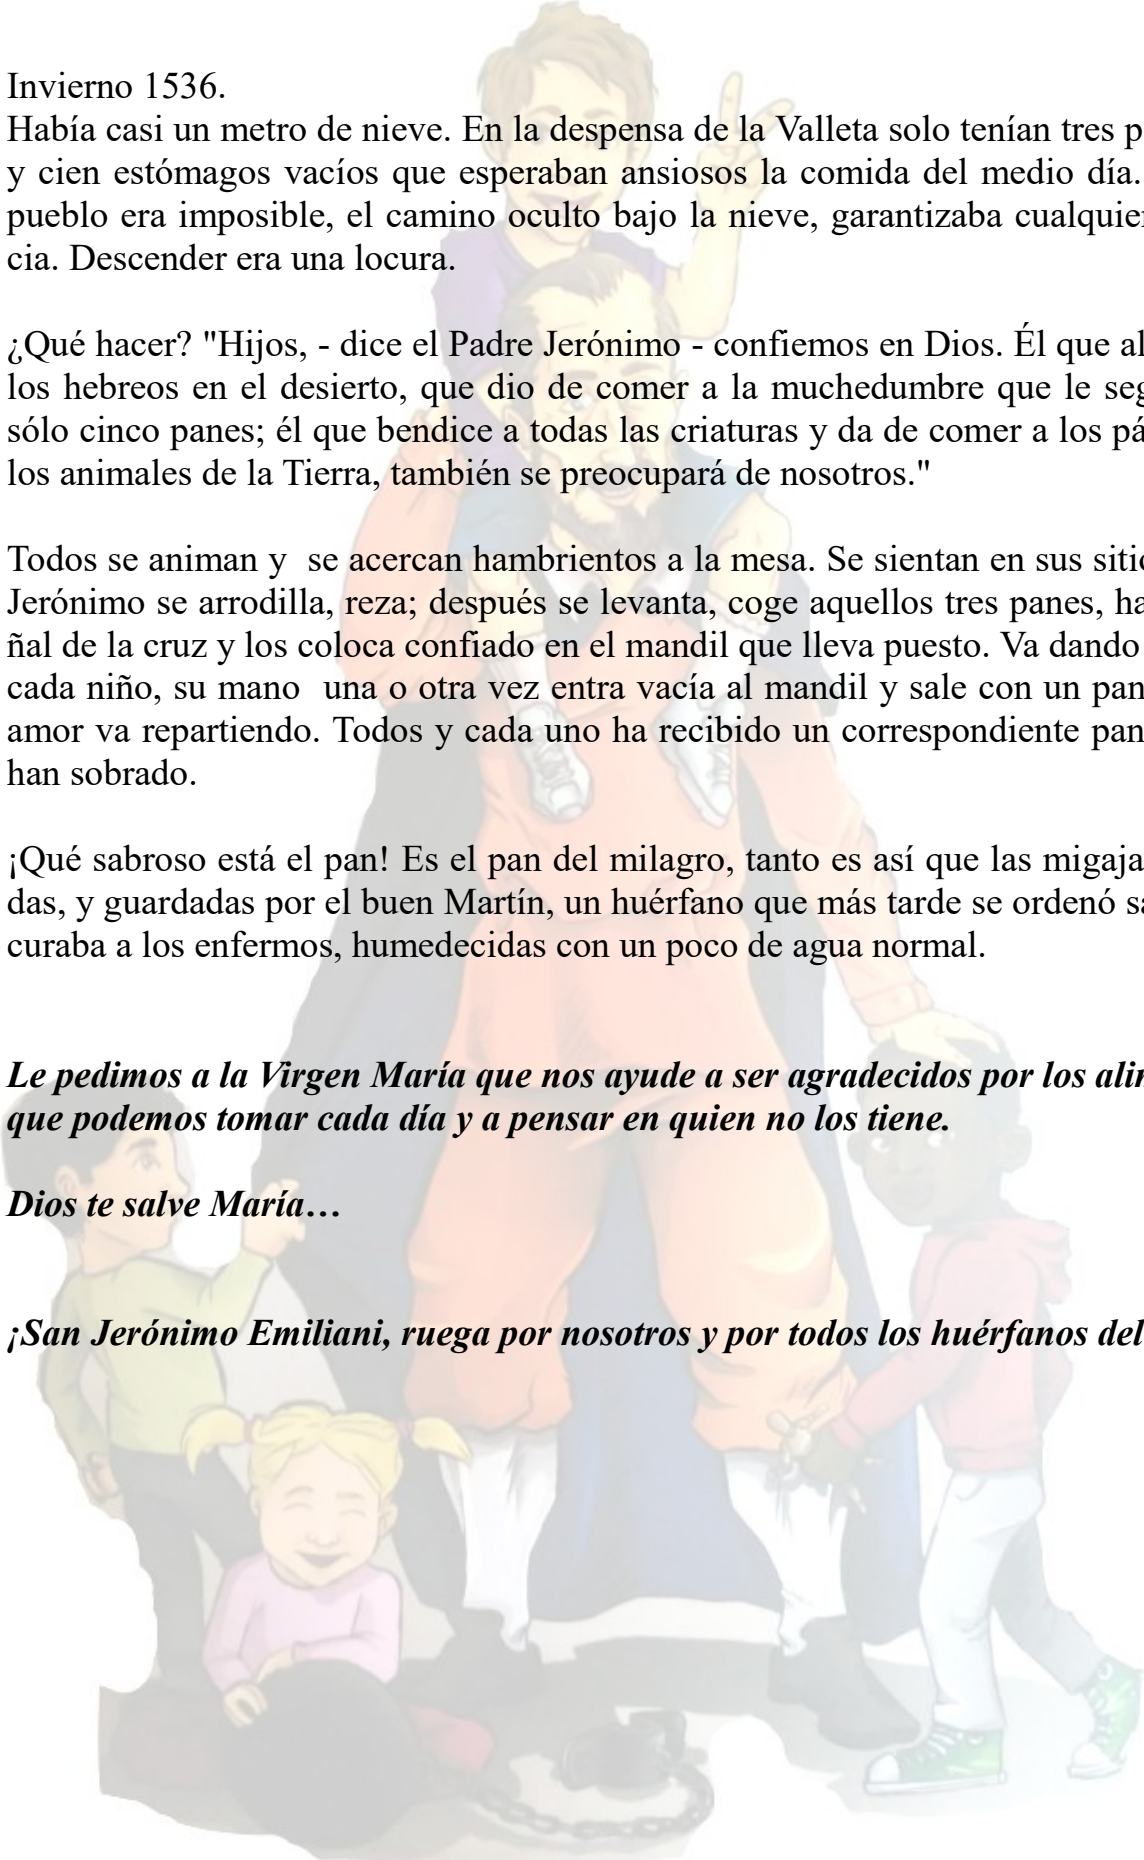 Invierno 1536.
Había casi un metro de nieve. En la despensa de la Valleta solo tenían tres
y cien estómagos vacíos que esperaban ansiosos la comida del medio día.
pueblo era imposible, el camino oculto bajo la nieve, garantizaba
cia. Descender era una locura.
¿Qué hacer? "Hijos, - dice el Padre Jerónimo - confiemos en Dios. Él que
los hebreos en el desierto, que dio de comer a la muchedumbre que le
sólo cinco panes; él que bendice a todas las criaturas y da de comer a los
los animales de la Tierra, también se preocupará de nosotros."
Todos se animan y se acercan hambrientos a la mesa. Se sientan en sus
Jerónimo se arrodilla, reza; después se levanta, coge aquellos tres panes,
ñal de la cruz y los coloca confiado en el mandil que lleva puesto. Va dando
cada niño, su mano una o otra vez entra vacía al mandil y sale con un pan
amor va repartiendo. Todos y cada uno ha recibido un correspondiente pan
han sobrado.
¡Qué sabroso está el pan! Es el pan del milagro, tanto es así que las
das, y guardadas por el buen Martín, un huérfano que más tarde se ordenó
curaba a los enfermos, humedecidas con un poco de agua normal.
Le pedimos a la Virgen María que nos ayude a ser agradecidos por los
que podemos tomar cada día y a pensar en quien no los tiene.
Dios te salve María…
¡San Jerónimo Emiliani, ruega por nosotros y por todos los huérfanos del